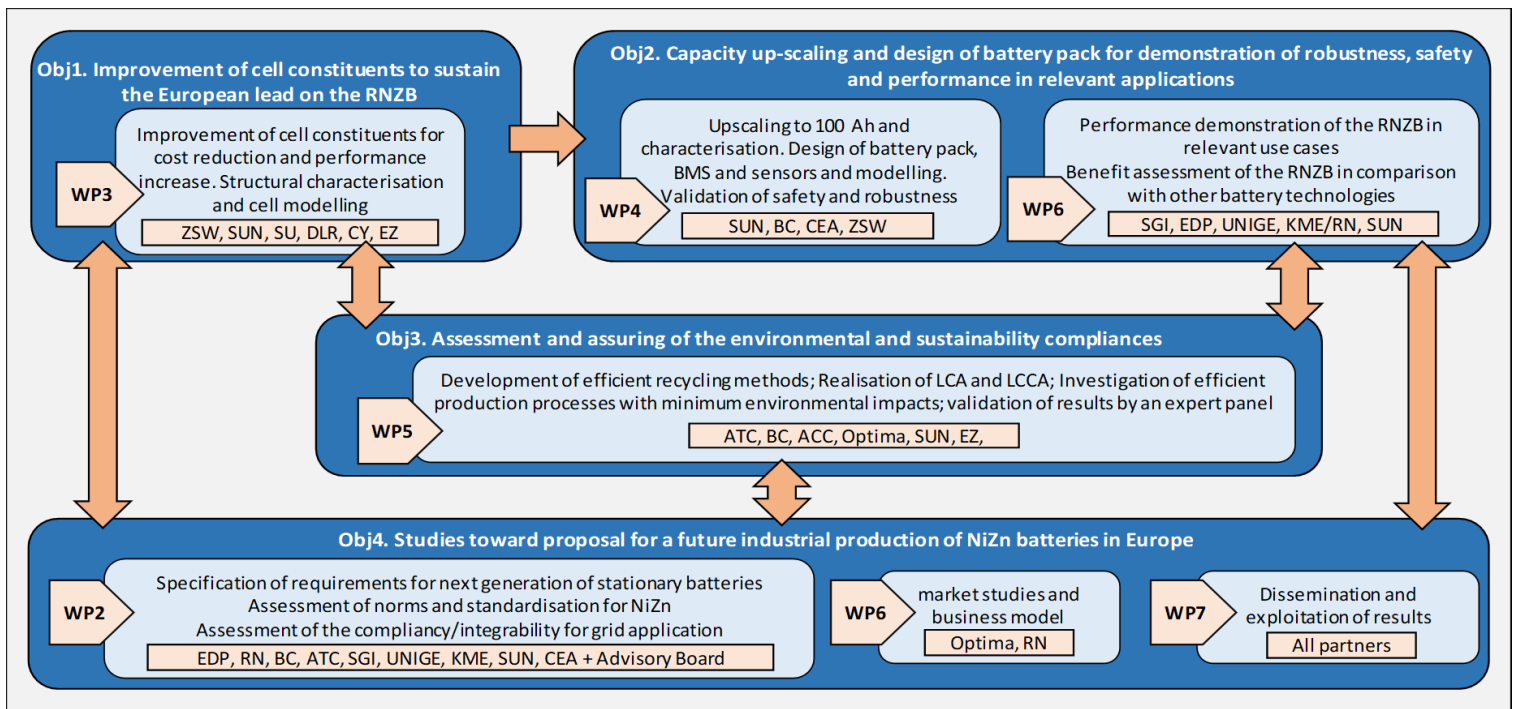 Obj1. Improvement of cell constituents to sustain
the European lead on the RNZB
WP3
Improvement of cell constituents for
cost reduction and performance
increase. Structural characterisation
and cell modelling
ZSW, SUN, SU, DLR, CY, EZ
Obj2. Capacity up-scaling and design of battery pack for demonstration of robustness, safety
and performance in relevant applications
WP4
Upscaling to 100 Ah and
characterisation. Design of battery pack,
BMS and sensors and modelling.
Validation of safety and robustness
SUN, BC, CEA, ZSW
WP6
Performance demonstration of the RNZB in
relevant use cases
Benefit assessment of the RNZB in comparison
with other battery technologies
SGI, EDP, UNIGE, KME/RN, SUN
Obj3. Assessment and assuring of the environmental and sustainability compliances
WP5
Development of efficient recycling methods; Realisation of LCA and LCCA; Investigation of efficient
production processes with minimum environmental impacts; validation of results by an expert panel
ATC, BC, ACC, Optima, SUN, EZ,
Obj4. Studies toward proposal for a future industrial production of NiZn batteries in Europe
WP2
Specification of requirements for next generation of stationary batteries
Assessment of norms and standardisation for NiZn
Assessment of the compliancy/integrability for grid application
EDP, RN, BC, ATC, SGI, UNIGE, KME, SUN, CEA + Advisory Board
WP6
market studies and
business model
Optima, RN
WP7
Dissemination and
exploitation of results
All partners